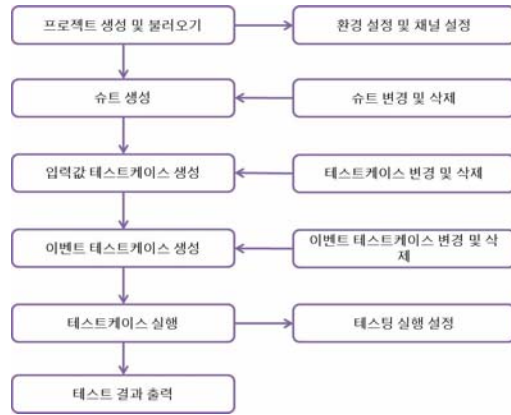 프로젝트 생성 및 불러오기
환경 설정 및 채널 설정
슈트 생성
슈트 변경 및 삭제
입력값 테스트케이스 생성
테스트케이스 변경 및 삭제
이벤트 테스트케이스 생성
이벤트 테스트케이스 변경 및 삭
제
테스트케이스 실행
테스팅 실행 설정
테스트 결과 출력